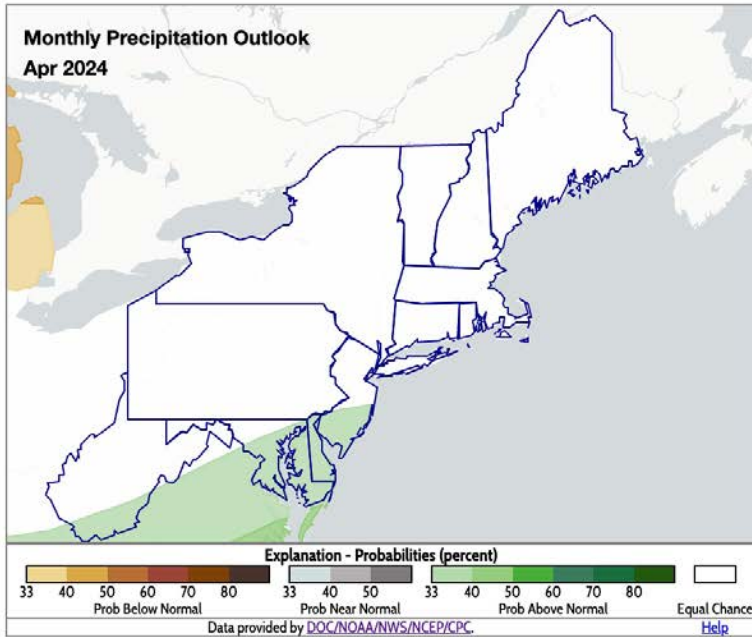 Monthly Precipitation Outlook
Apr 2024
Explanation - Probabilities (percent)
33 40 50 60 70 80 33 40 50 33 40 50 60 70 80
Prob Below Normal Prob Near Normal Prob Above Normal Equal Chance
Data provided by DOC/NOAA/NWS/NCEP/CPC. Help